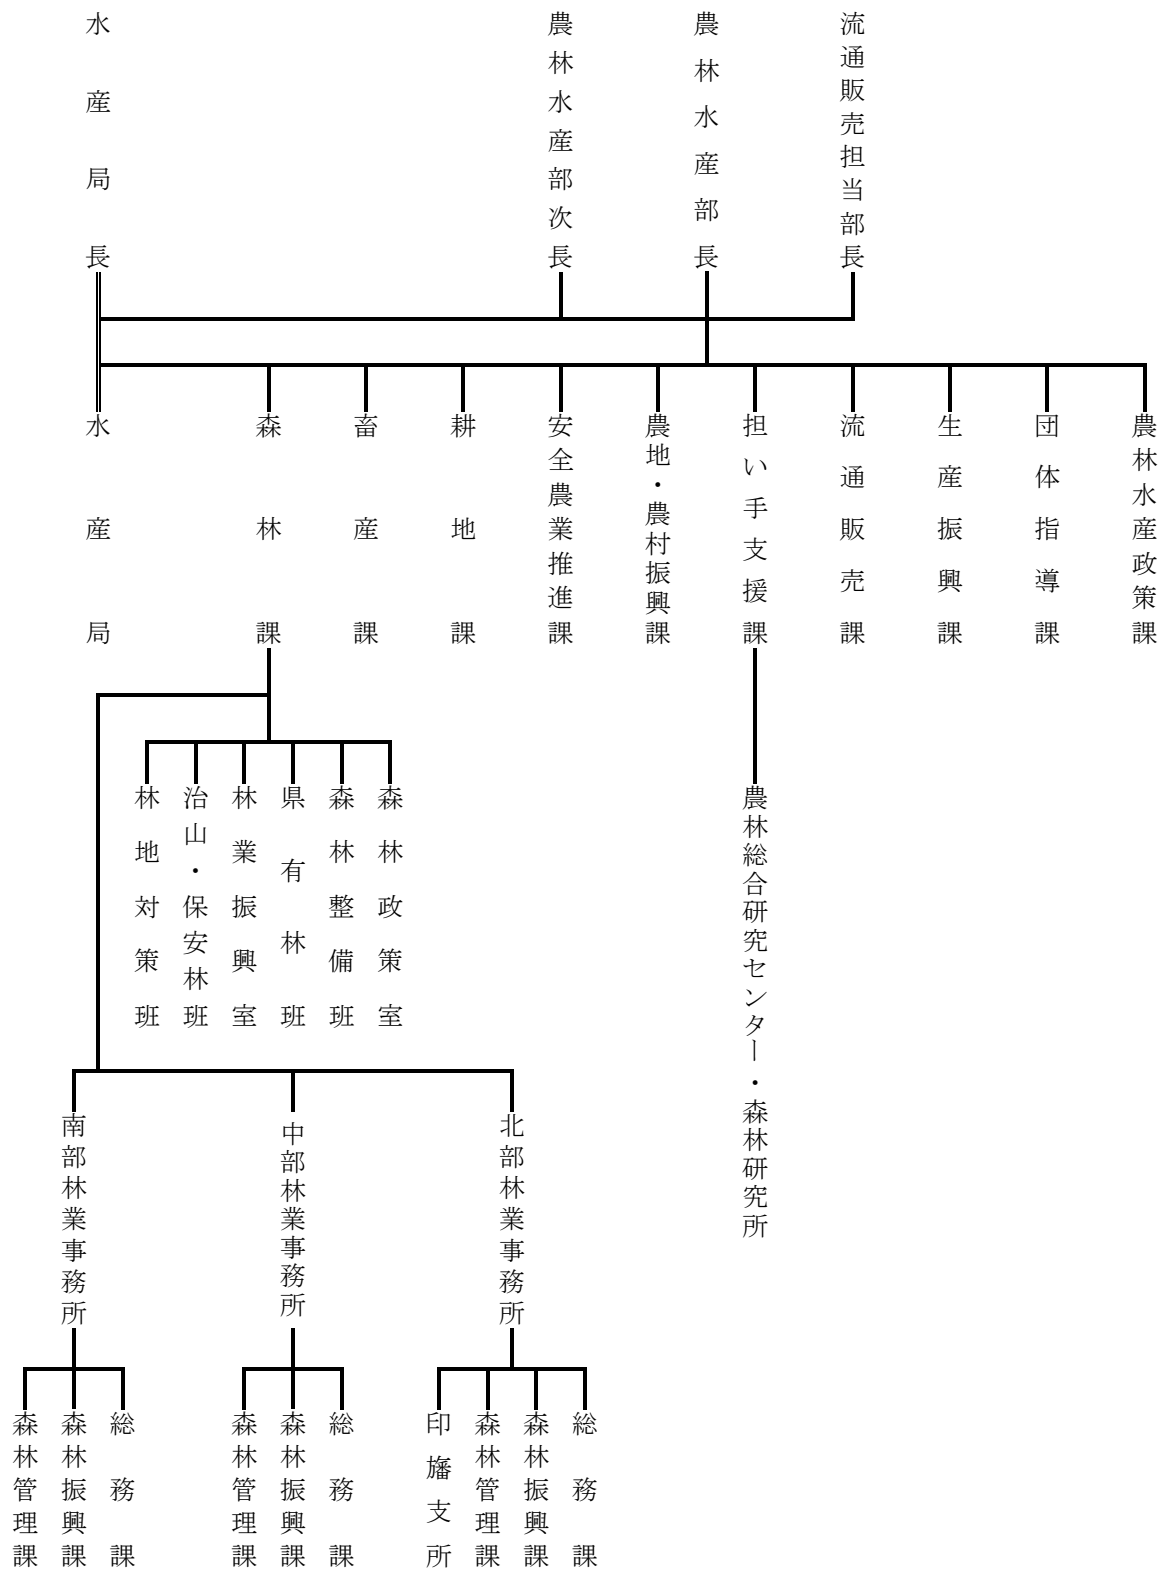 流通販売担当部長
農林水産部長
農林水産部次長
水産局長
農林水産政策課
団体指導課
生産振興課
流通販売課
担い手支援課
農地・農村振興課
安全農業推進課
耕地課
畜産課
森林課
水産局
農林総合研究センター・森林研究所
森林政策室
森林整備班
県有林班
林業振興室
治山・保安林班
林地対策班
北部林業事務所
中部林業事務所
南部林業事務所
総務課
森林振興課
森林管理課
印旛支所
総務課
森林振興課
森林管理課
総務課
森林振興課
森林管理課